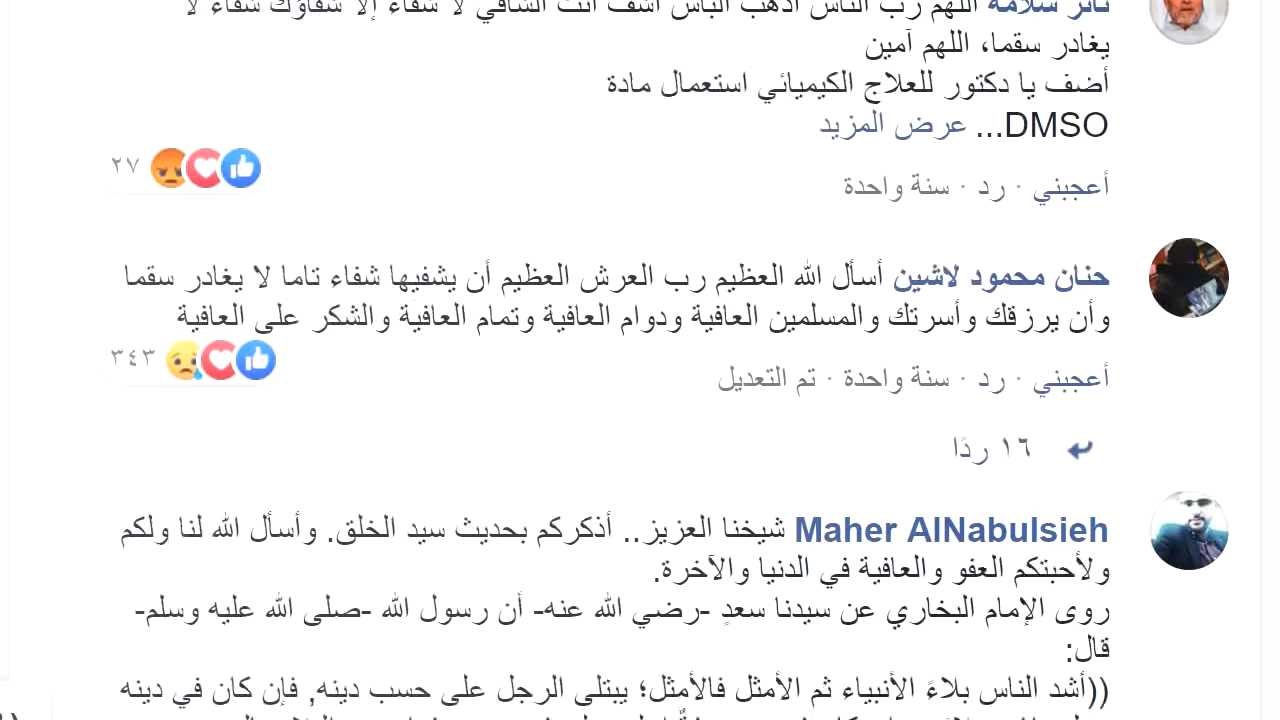 ثائر سلامة اللهم رب الناس أذهب البأس اشف أنت الشافي لا شفاء إلا شفاؤك شفاء لا
يغادر سقما، اللهم آمين
أضف يا دكتور للعلاج الكيميائي استعمال مادة
DMSO... عرض المزيد
٢٧
أعجبني · رد · سنة واحدة
حنان محمود لاشين أسأل الله العظيم رب العرش العظيم أن يشفيها شفاء تاما لا يغادر سقما
وأن يرزقك وأسرتك والمسلمين العافية ودوام العافية وتمام العافية والشكر على العافية
٣٤٣
أعجبني · رد · سنة واحدة · تم التعديل
١٦ ردًا
Maher AlNabulsieh شيخنا العزيز.. أذكركم بحديث سيد الخلق. وأسأل الله لنا ولكم
ولأحبتكم العفو والعافية في الدنيا والآخرة.
روى الإمام البخاري عن سيدنا سعدٍ -رضي الله عنه- أن رسول الله -صلى الله عليه وسلم-
قال:
((أشد الناس بلاءً الأنبياء ثم الأمثل فالأمثل؛ يبتلى الرجل على حسب دينه, فإن كان في دينه